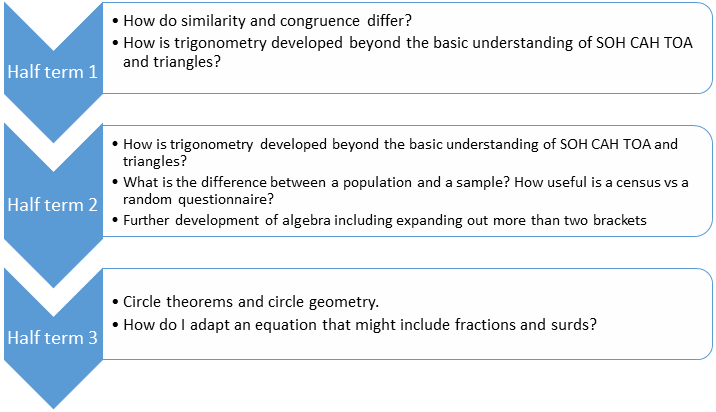 Half term 1
• How do similarity and congruence differ?
• How is trigonometry developed beyond the basic understanding of SOH CAH TOA
and triangles?
Half term 2
• How is trigonometry developed beyond the basic understanding of SOH CAH TOA and
triangles?
• What is the difference between a population and a sample? How useful is a census vs a
random questionnaire?
• Further development of algebra including expanding out more than two brackets
Half term 3
• Circle theorems and circle geometry.
• How do I adapt an equation that might include fractions and surds?